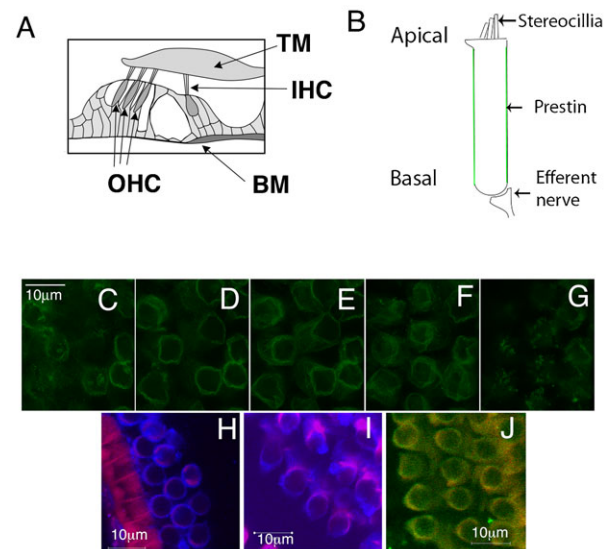 A
TM
IHC
OHC
BM
B
Stereocillia
Apical
Prestin
Basal
Efferent
nerve
10µm
C
D
E
F
G
H
I
J
10µm
10µm
10µm